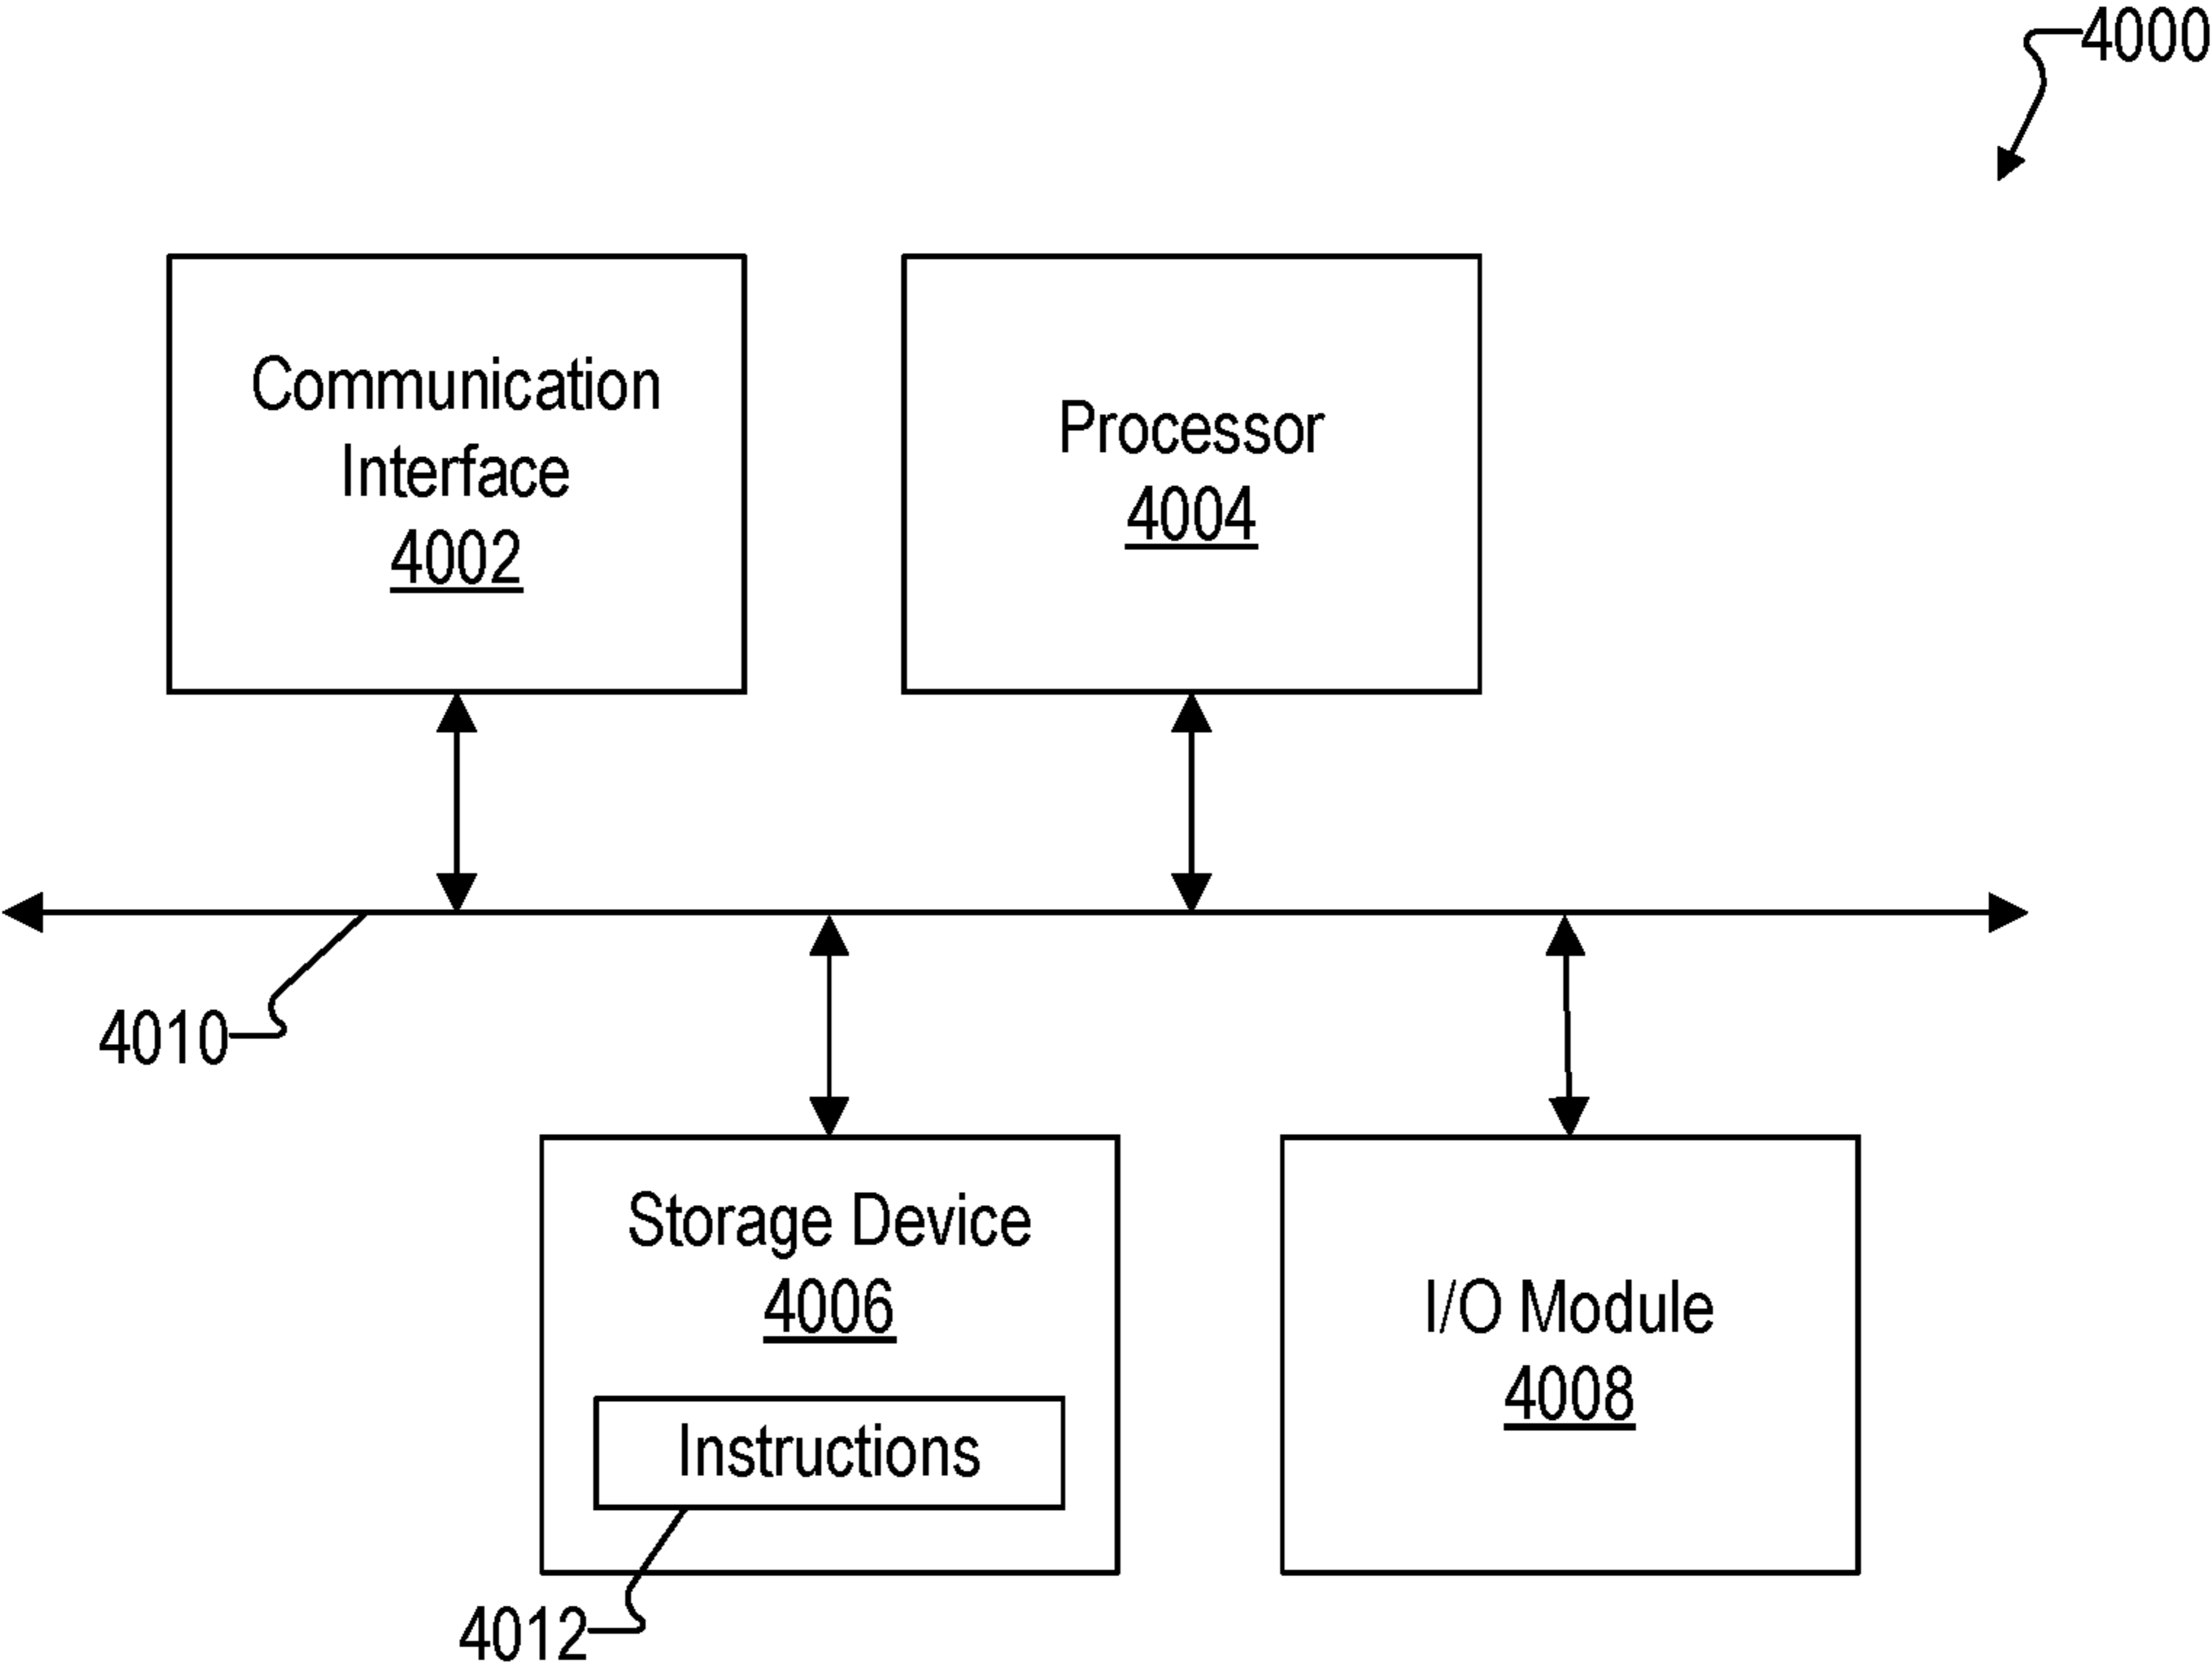 4000
Communication
Interface
4002
Processor
4004
4010
Storage Device
4006
Instructions
4012
I/O Module
4008